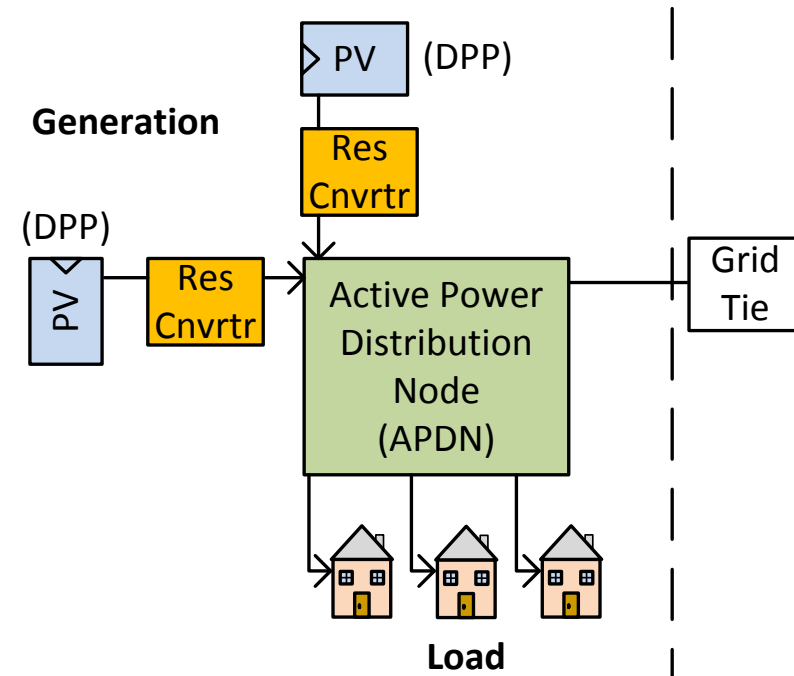 PV
(DPP)
Generation
Res
Cnvrtr
(DPP)
PV
Res
Cnvrtr
Active Power
Distribution
Node
(APDN)
Grid
Tie
Load